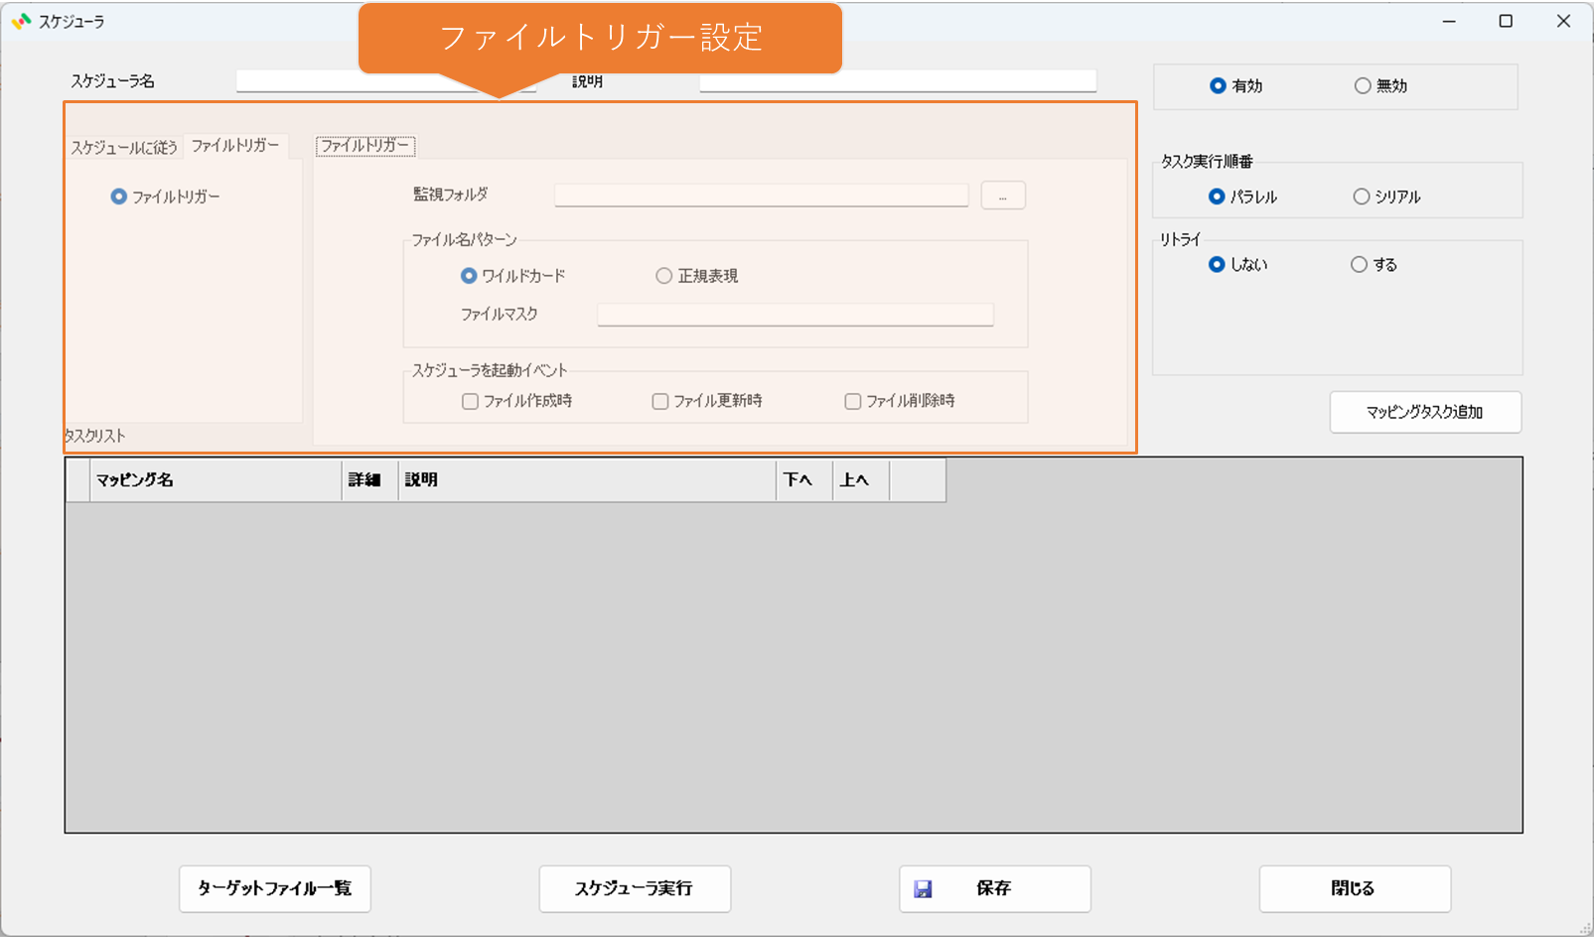 スケジューラ
ファイルトリガー設定
スケジューラ名
説明
有効 無効
スケジュールに従う ファイルトリガー
ファイルトリガー
ファイルトリガー
監視フォルダ ...
ファイル名パターン
ワイルドカード 正規表現
ファイルマスク
スケジューラを起動イベント
ファイル作成時 ファイル更新時 ファイル削除時
タスク実行順番
パラレル シリアル
リトライ
しない する
マッピングタスク追加
タスクリスト
マッピング名 詳細 説明 下へ 上へ
ターゲットファイル一覧 スケジューラ実行 保存 閉じる